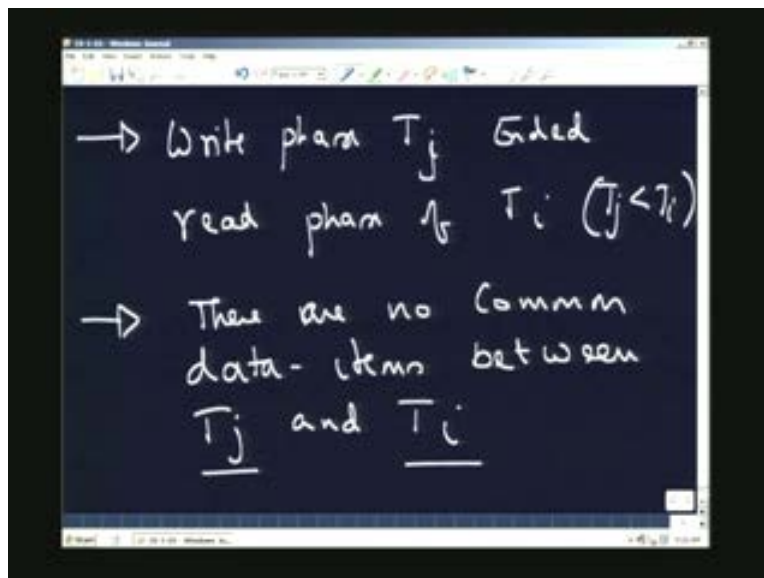 → Write phase Tj Ended
read phase of Ti (Tj < Ti)
→ There are no Common
data-items between
Tj and Ti